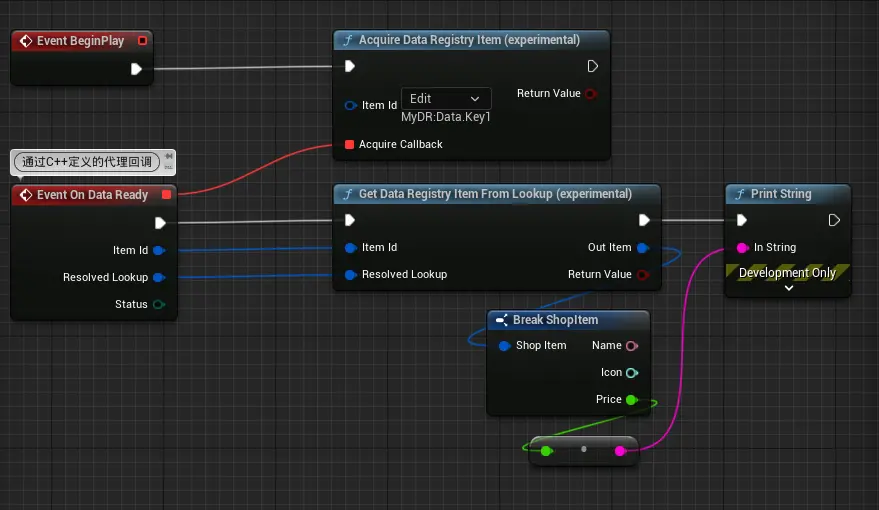 Event BeginPlay
Acquire Data Registry Item (experimental)
Item Id
Edit
MyDR:Data.Key1
Return Value
Acquire Callback
通过C++定义的代理回调
Event On Data Ready
Item Id
Resolved Lookup
Status
Get Data Registry Item From Lookup (experimental)
Item Id
Out Item
Resolved Lookup
Return Value
Print String
In String
Development Only
Break ShopItem
Shop Item
Name
Icon
Price